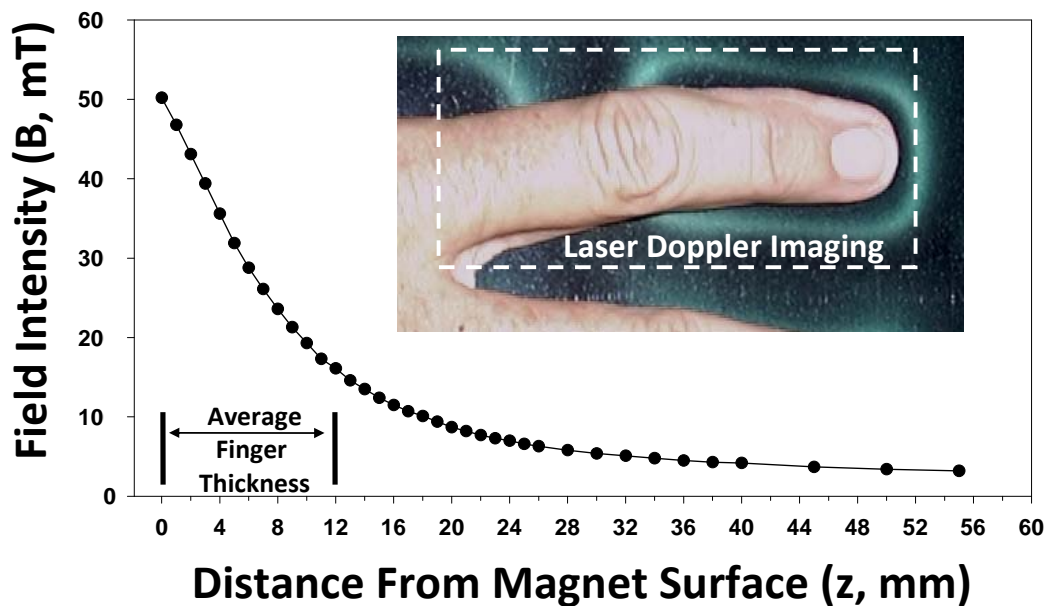 Field Intensity (B, mT)
60
50
40
30
20
10
0
Laser Doppler Imaging
Average
Finger
Thickness
0 4 8 12 16 20 24 28 32 36 40 44 48 52 56 60
Distance From Magnet Surface (z, mm)